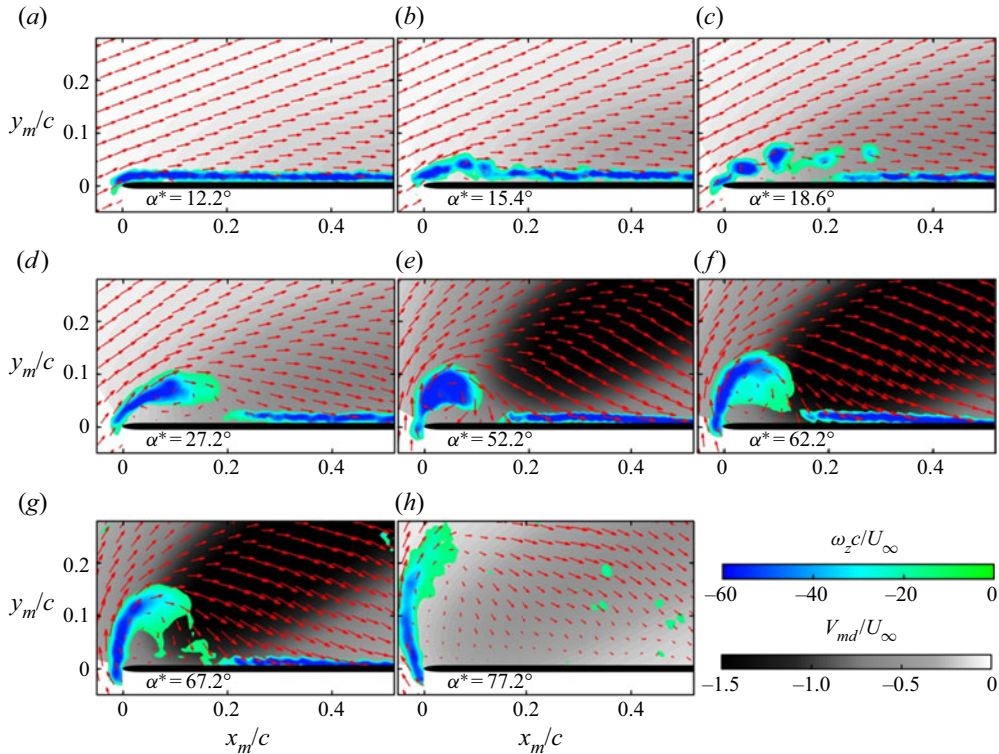 (a)
(b)
(c)
0.2
y_m/c
0.1
0
α* = 12.2°
α* = 15.4°
α* = 18.6°
0 0.2 0.4
0 0.2 0.4
0 0.2 0.4
(d)
(e)
(f)
0.2
y_m/c
0.1
0
α* = 27.2°
α* = 52.2°
α* = 62.2°
0 0.2 0.4
0 0.2 0.4
0 0.2 0.4
(g)
(h)
0.2
y_m/c
0.1
0
α* = 67.2°
α* = 77.2°
0 0.2 0.4
0 0.2 0.4
x_m/c
x_m/c
ω_z c/U_∞
–60 –40 –20 0
V_md/U_∞
–1.5 –1.0 –0.5 0